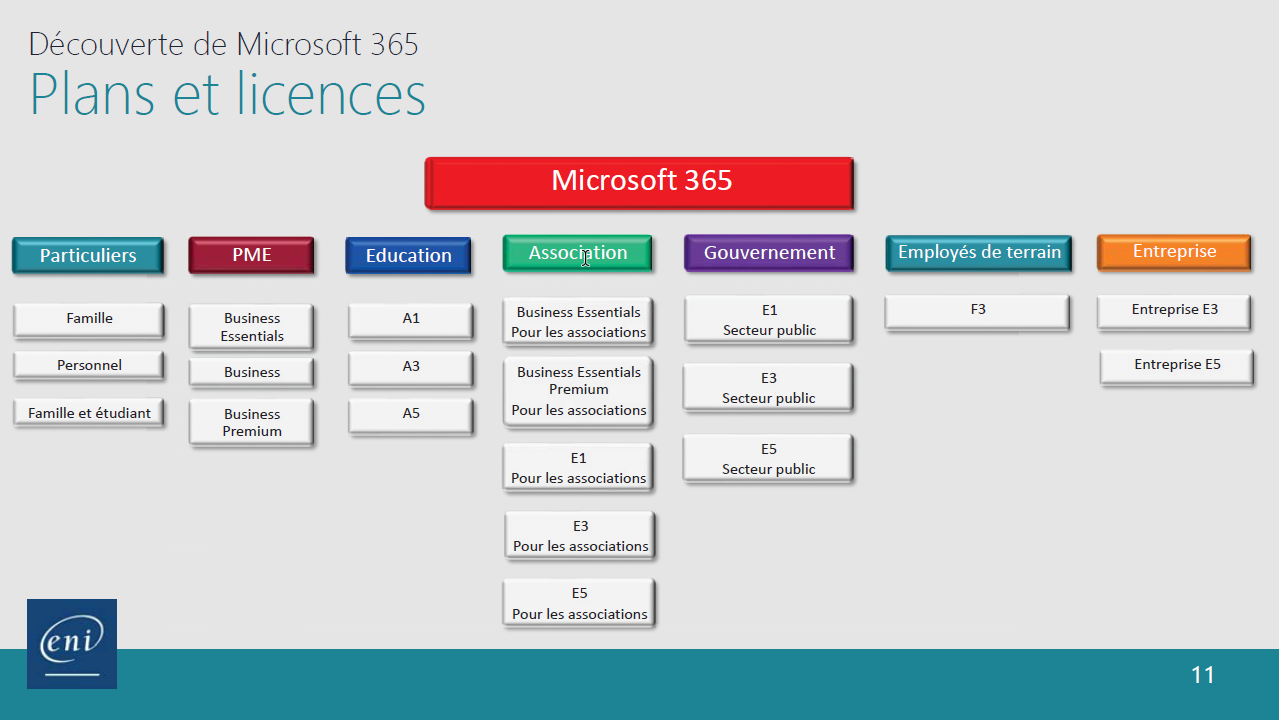 Découverte de Microsoft 365
Plans et licences
Microsoft 365
Particuliers
Famille
Personnel
Famille et étudiant
PME
Business
Essentials
Business
Business
Premium
Education
A1
A3
A5
Association
Business Essentials
Pour les associations
Business Essentials
Premium
Pour les associations
E1
Pour les associations
E3
Pour les associations
E5
Pour les associations
Gouvernement
E1
Secteur public
E3
Secteur public
E5
Secteur public
Employés de terrain
F3
Entreprise
Entreprise E3
Entreprise E5
eni
11